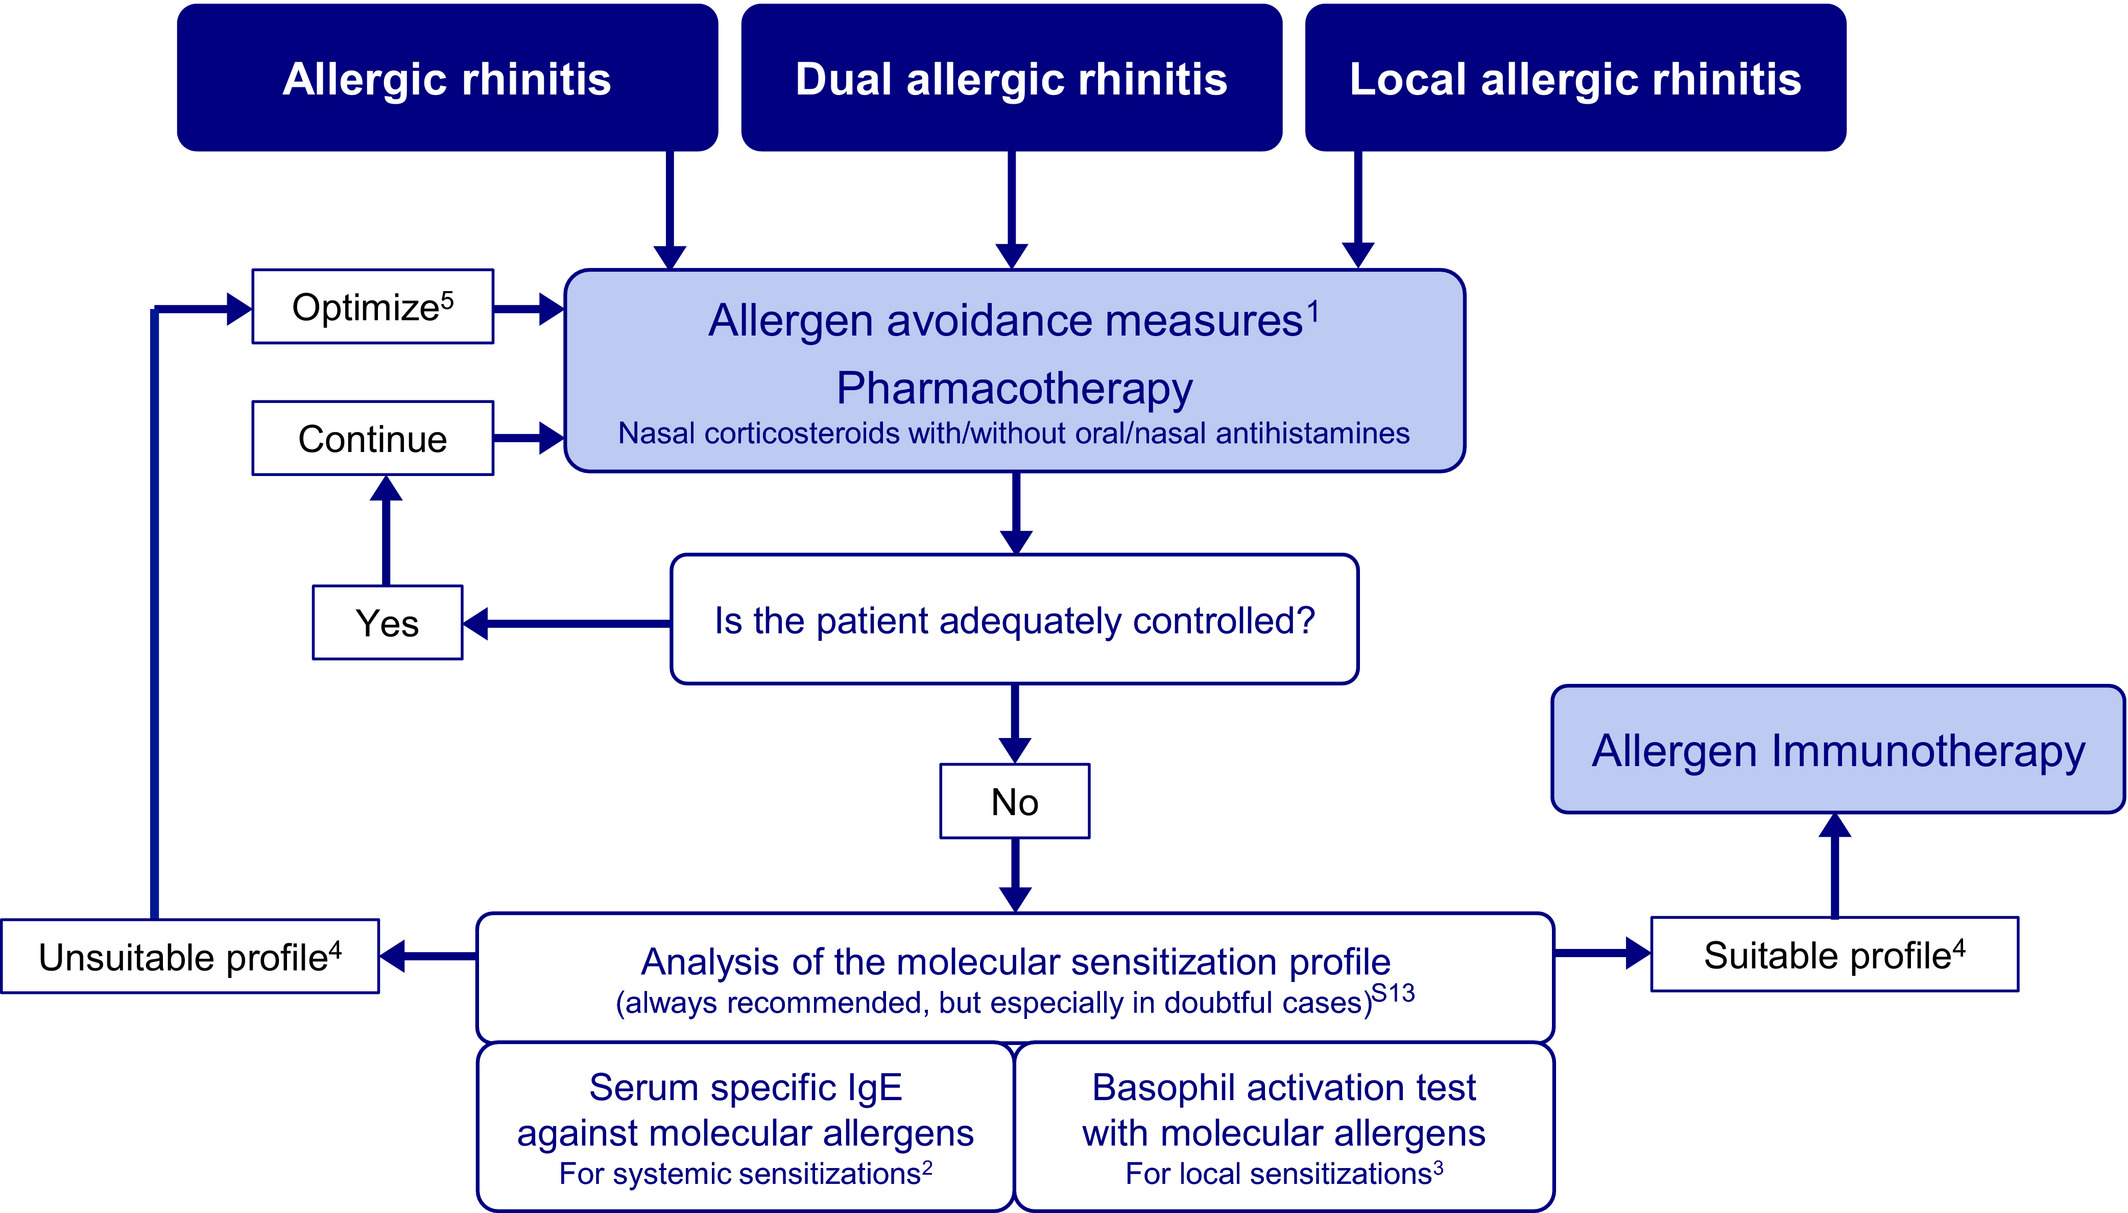 Allergic rhinitis
Dual allergic rhinitis
Local allergic rhinitis
Optimize⁵
Allergen avoidance measures¹
Pharmacotherapy
Nasal corticosteroids with/without oral/nasal antihistamines
Continue
Yes
Is the patient adequately controlled?
No
Allergen Immunotherapy
Unsuitable profile⁴
Analysis of the molecular sensitization profile
(always recommended, but especially in doubtful cases)S13
Suitable profile⁴
Serum specific IgE
against molecular allergens
For systemic sensitizations²
Basophil activation test
with molecular allergens
For local sensitizations³